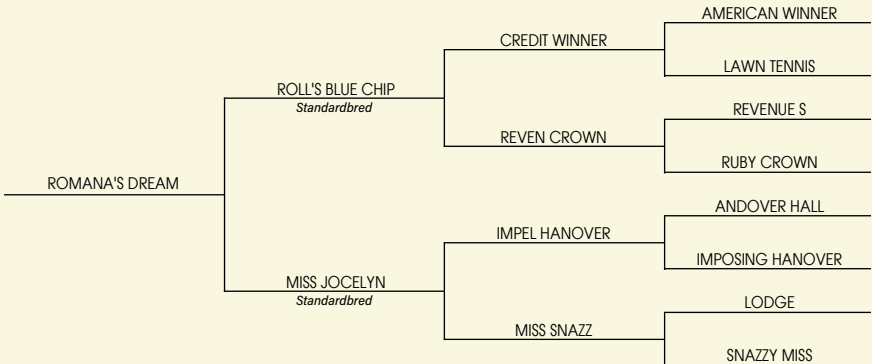 AMERICAN WINNER
CREDIT WINNER
LAWN TENNIS
ROLL'S BLUE CHIP
Standardbred
REVENUE S
REVEN CROWN
RUBY CROWN
ROMANA'S DREAM
ANDOVER HALL
IMPEL HANOVER
IMPOSING HANOVER
MISS JOCELYN
Standardbred
LODGE
MISS SNAZZ
SNAZZY MISS